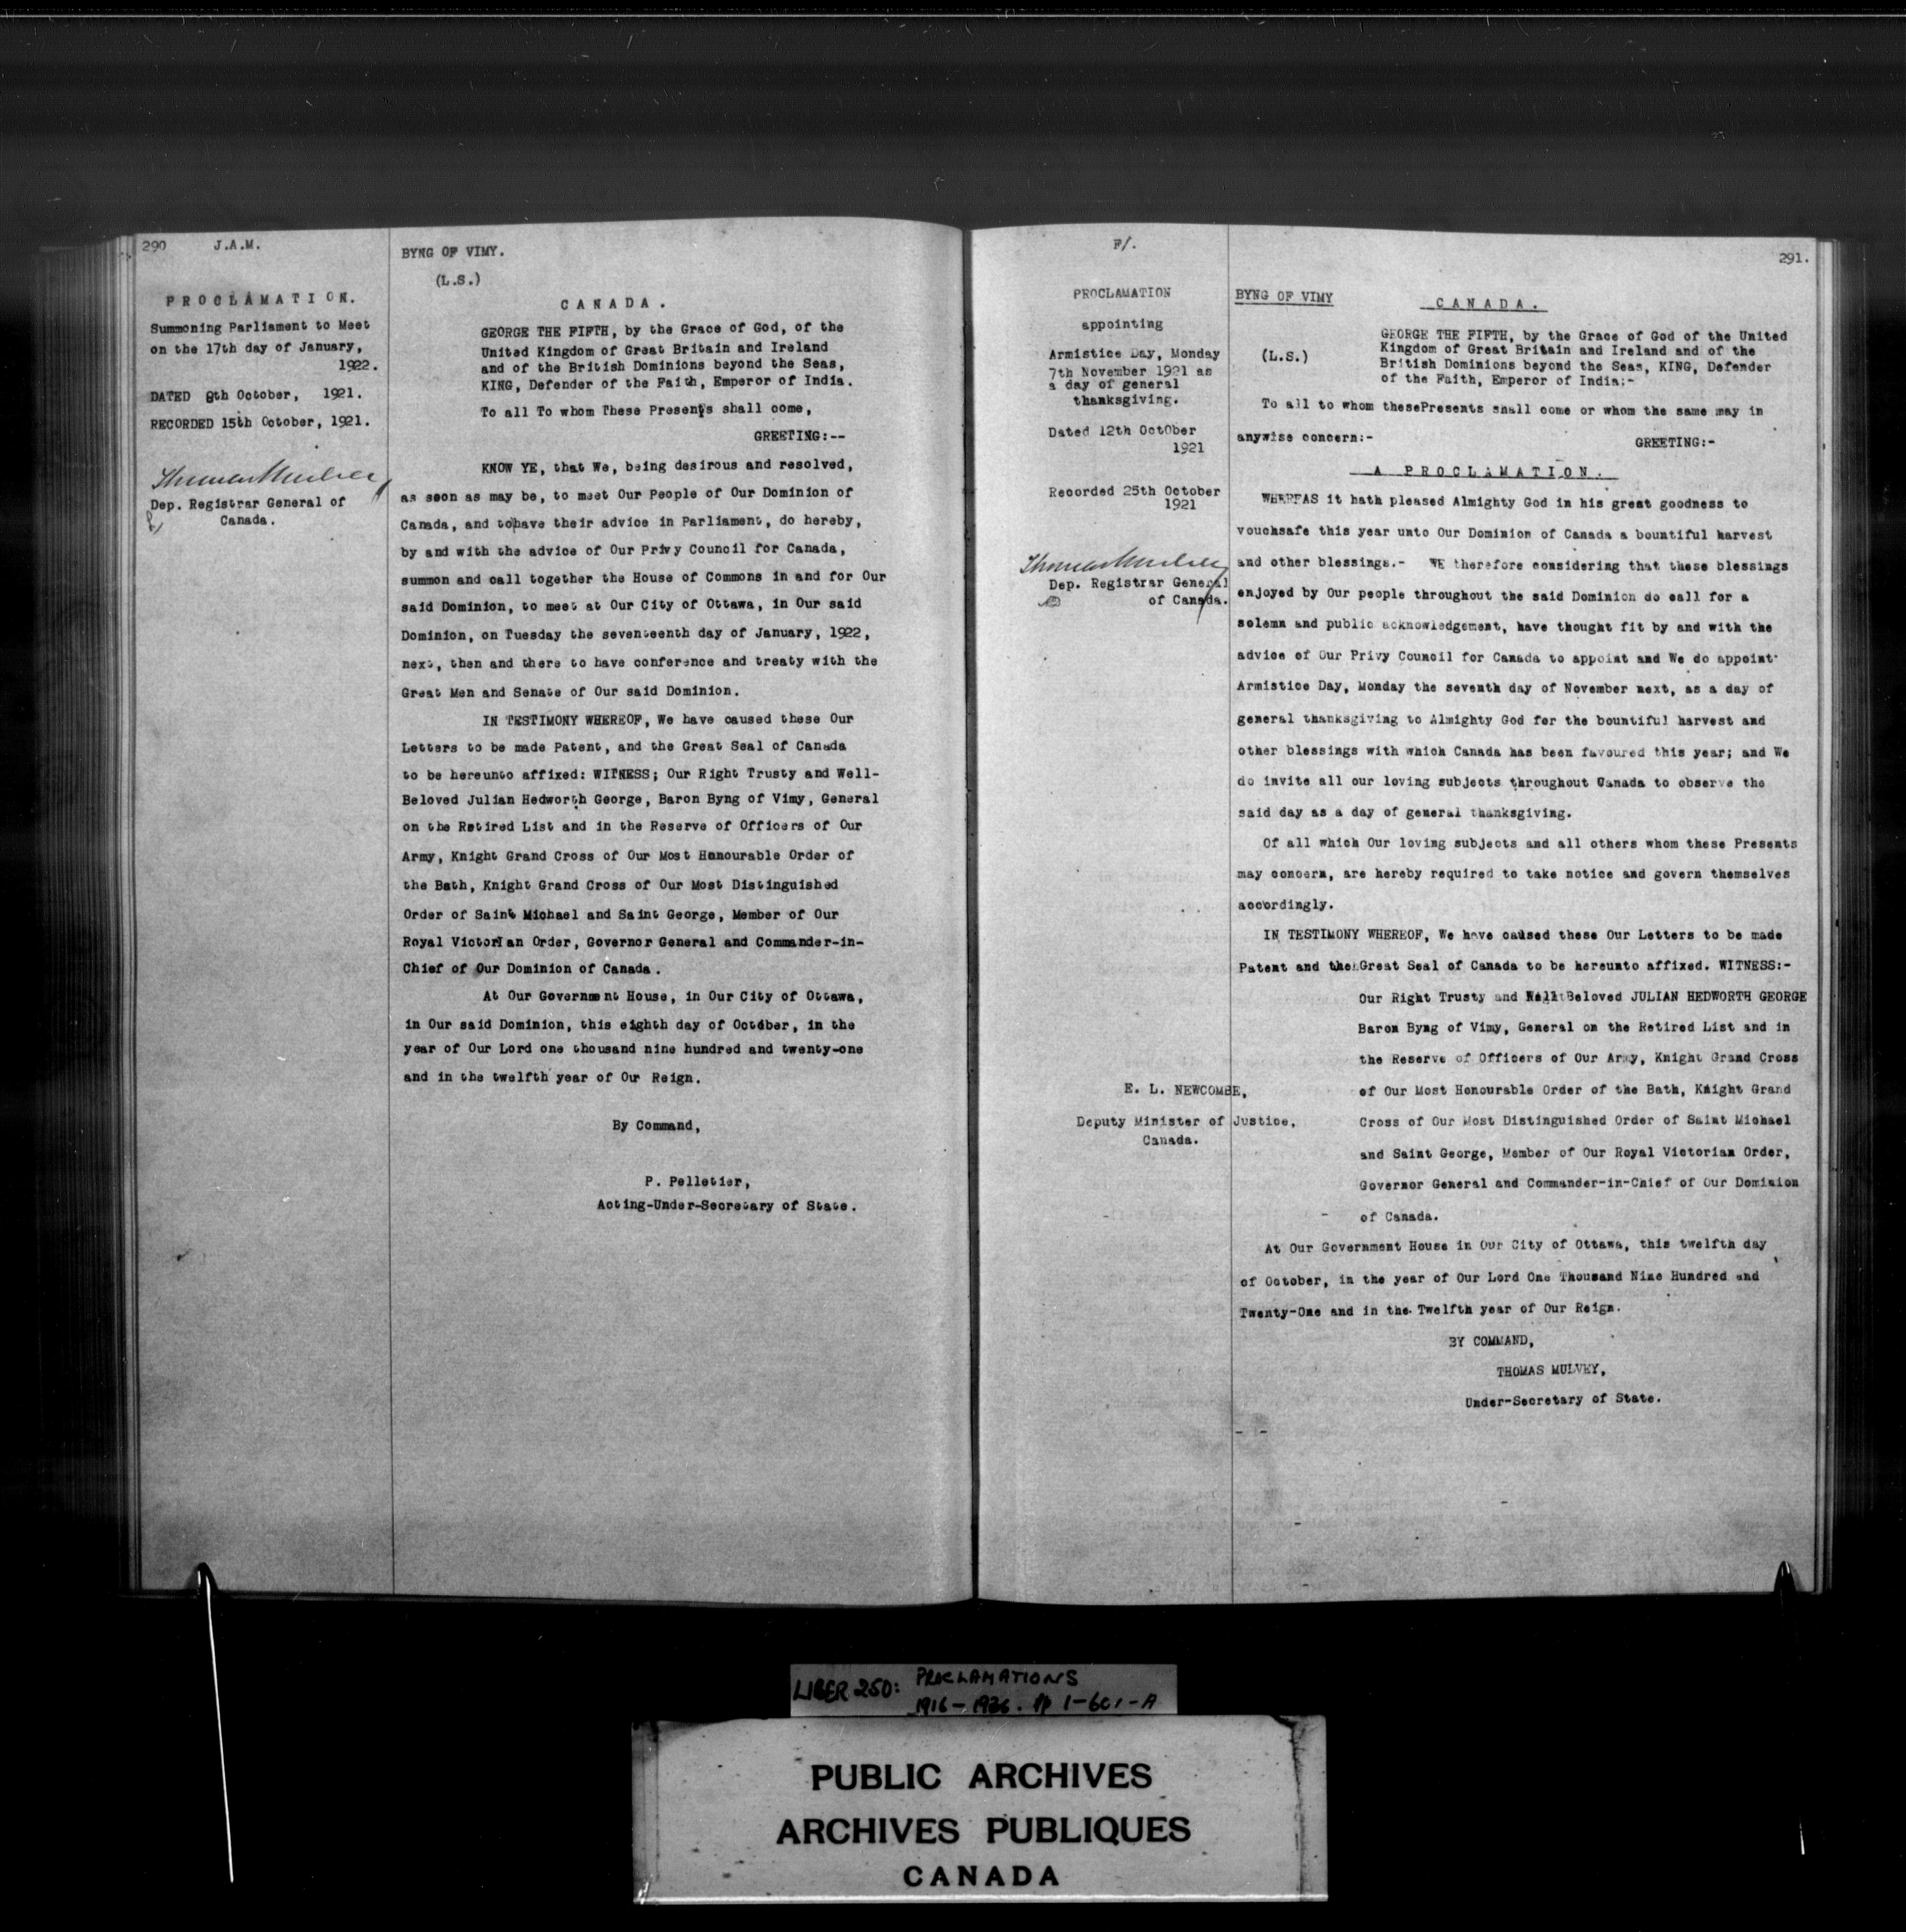 290 J.A.M.
PROCLAMATION.
Summoning Parliament to Meet
on the 17th day of January,
1922.
DATED 8th October, 1921.
RECORDED 15th October, 1921.
Thomas Mulvey
Dep. Registrar General of
Canada.
BYNG OF VIMY.
(L.S.)
CANADA.
GEORGE THE FIFTH, by the Grace of God, of the
United Kingdom of Great Britain and Ireland
and of the British Dominions beyond the Seas,
KING, Defender of the Faith, Emperor of India.
To all To whom These Presents shall come,
GREETING:--
KNOW YE, that We, being desirous and resolved,
as soon as may be, to meet Our People of Our Dominion of
Canada, and to have their advice in Parliament, do hereby,
by and with the advice of Our Privy Council for Canada,
summon and call together the House of Commons in and for Our
said Dominion, to meet at Our City of Ottawa, in Our said
Dominion, on Tuesday the seventeenth day of January, 1922,
next, then and there to have conference and treaty with the
Great Men and Senate of Our said Dominion.
IN TESTIMONY WHEREOF, We have caused these Our
Letters to be made Patent, and the Great Seal of Canada
to be hereunto affixed: WITNESS; Our Right Trusty and Well-
Beloved Julian Hedworth George, Baron Byng of Vimy, General
on the Retired List and in the Reserve of Officers of Our
Army, Knight Grand Cross of Our Most Honourable Order of
the Bath, Knight Grand Cross of Our Most Distinguished
Order of Saint Michael and Saint George, Member of Our
Royal VictorIan Order, Governor General and Commander-in-
Chief of Our Dominion of Canada.
At Our Government House, in Our City of Ottawa,
in Our said Dominion, this eighth day of October, in the
year of Our Lord one thousand nine hundred and twenty-one
and in the twelfth year of Our Reign.
By Command,
P. Pelletier,
Acting-Under-Secretary of State.
F/.
291.
PROCLAMATION
appointing
Armistice Day, Monday
7th November 1921 as
a day of general
thanksgiving.
Dated 12th OctOber
1921
Recorded 25th October
1921
Thomas Mulvey
Dep. Registrar General
of Canada.
E. L. NEWCOMBE,
Deputy Minister of Justice,
Canada.
BYNG OF VIMY
CANADA.
(L.S.)
GEORGE THE FIFTH, by the Grace of God of the United
Kingdom of Great Britain and Ireland and of the
British Dominions beyond the Seas, KING, Defender
of the Faith, Emperor of India:-
To all to whom thesePresents shall come or whom the same may in
anywise concern:- GREETING:-
A PROCLAMATION.
WHEREAS it hath pleased Almighty God in his great goodness to
vouchsafe this year unto Our Dominion of Canada a bountiful harvest
and other blessings.- WE therefore considering that these blessings
enjoyed by Our people throughout the said Dominion do call for a
solemn and public acknowledgement, have thought fit by and with the
advice of Our Privy Council for Canada to appoint and We do appoint
Armistice Day, Monday the seventh day of November next, as a day of
general thanksgiving to Almighty God for the bountiful harvest and
other blessings with which Canada has been favoured this year; and We
do invite all our loving subjects throughout Canada to observe the
said day as a day of general thanksgiving.
Of all which Our loving subjects and all others whom these Presents
may concern, are hereby required to take notice and govern themselves
accordingly.
IN TESTIMONY WHEREOF, We have caused these Our Letters to be made
Patent and the Great Seal of Canada to be hereunto affixed. WITNESS:-
Our Right Trusty and Well Beloved JULIAN HEDWORTH GEORGE
Baron Byng of Vimy, General on the Retired List and in
the Reserve of Officers of Our Army, Knight Grand Cross
of Our Most Honourable Order of the Bath, Knight Grand
Cross of Our Most Distinguished Order of Saint Michael
and Saint George, Member of Our Royal Victorian Order,
Governor General and Commander-in-Chief of Our Dominion
of Canada.
At Our Government House in Our City of Ottawa, this twelfth day
of October, in the year of Our Lord One Thousand Nine Hundred and
Twenty-One and in the Twelfth year of Our Reign.
BY COMMAND,
THOMAS MULVEY,
Under-Secretary of State.
LIBER 250: PROCLAMATIONS
1916-1936. pp 1-601-A
PUBLIC ARCHIVES
ARCHIVES PUBLIQUES
CANADA